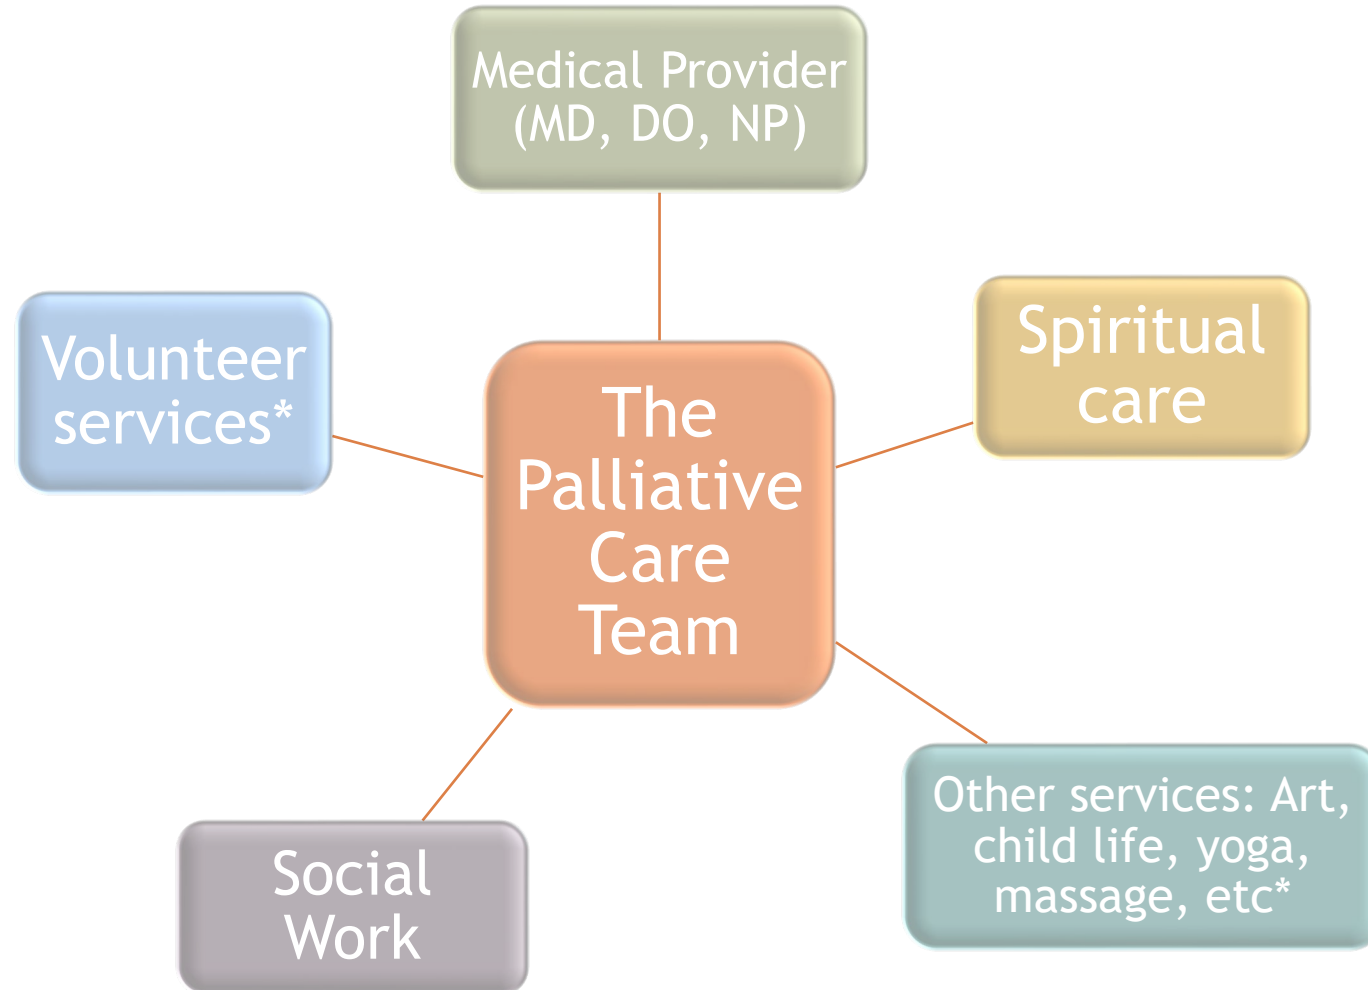 Medical Provider
(MD, DO, NP)
Volunteer
services*
Spiritual
care
The
Palliative
Care
Team
Other services: Art,
child life, yoga,
massage, etc*
Social
Work